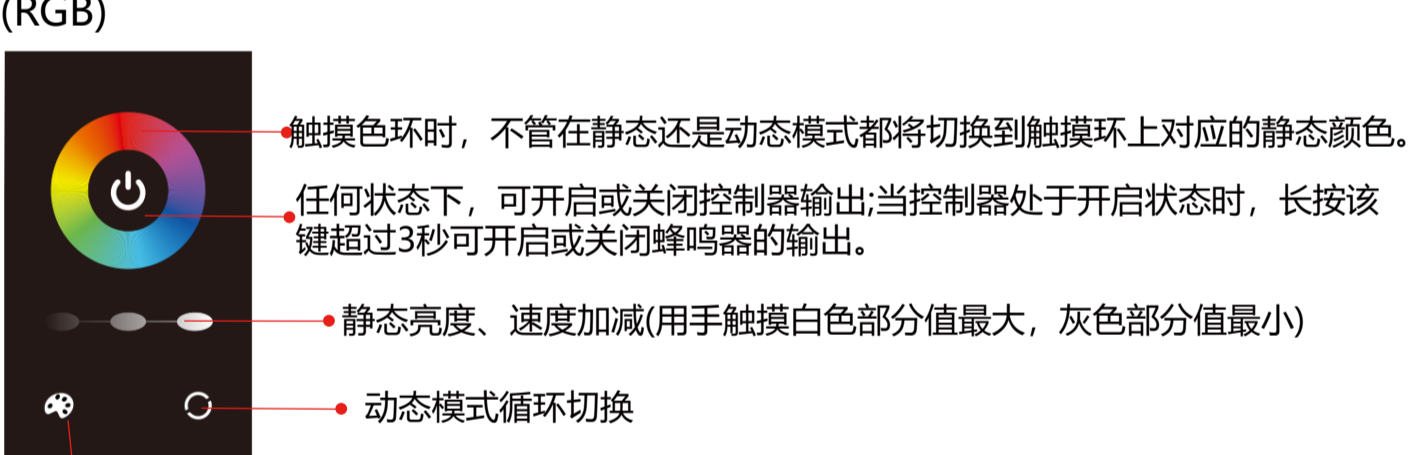 (RGB)
触摸色环时，不管在静态还是动态模式都将切换到触摸环上对应的静态颜色。
任何状态下，可开启或关闭控制器输出;当控制器处于开启状态时，长按该
键超过3秒可开启或关闭蜂鸣器的输出。
静态亮度、速度加减(用手触摸白色部分值最大，灰色部分值最小)
动态模式循环切换